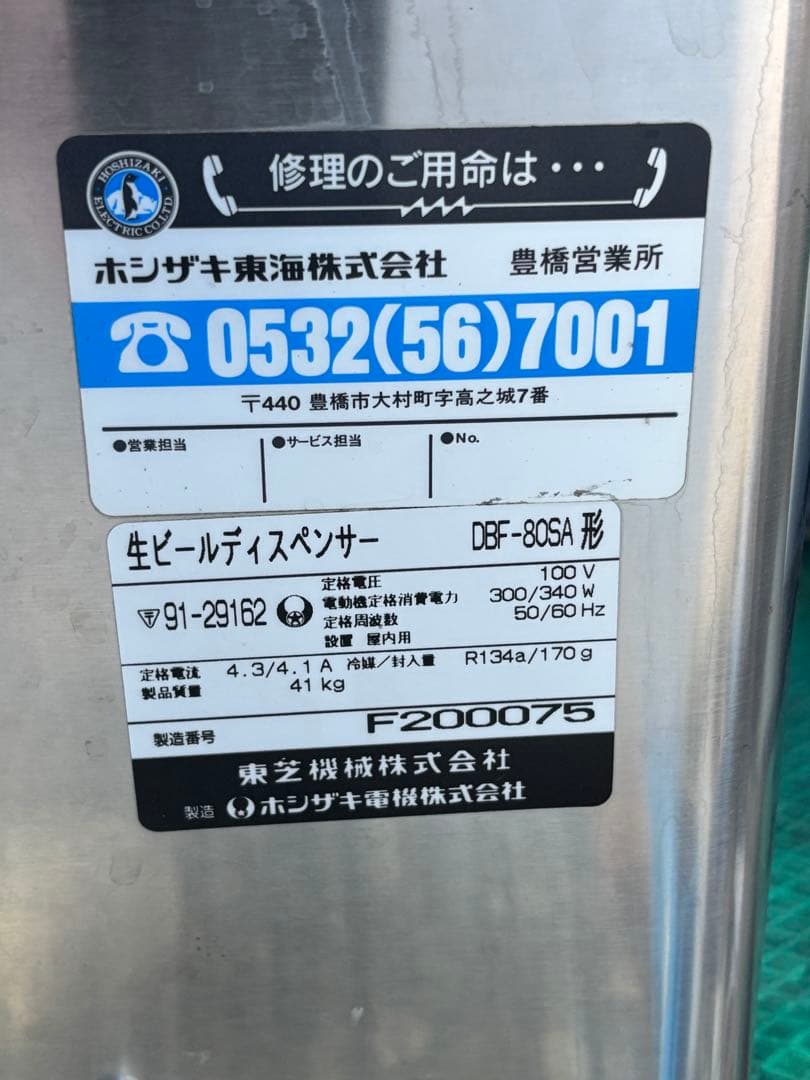 HOSHIZAKI ELECTRIC CO.LTD.
修理のご用命は・・・
ホシザキ東海株式会社 豊橋営業所
☎0532(56)7001
〒440 豊橋市大村町字高之城7番
●営業担当 ●サービス担当 ●No.
生ビールディスペンサー DBF-80SA形
〒91-29162
定格電圧 100 V
電動機定格消費電力 300/340 W
定格周波数 50/60 Hz
設置 屋内用
定格電流 4.3/4.1 A 冷媒/封入量 R134a/170g
製品質量 41 kg
製造番号 F200075
東芝機械株式会社
製造 ホシザキ電機株式会社